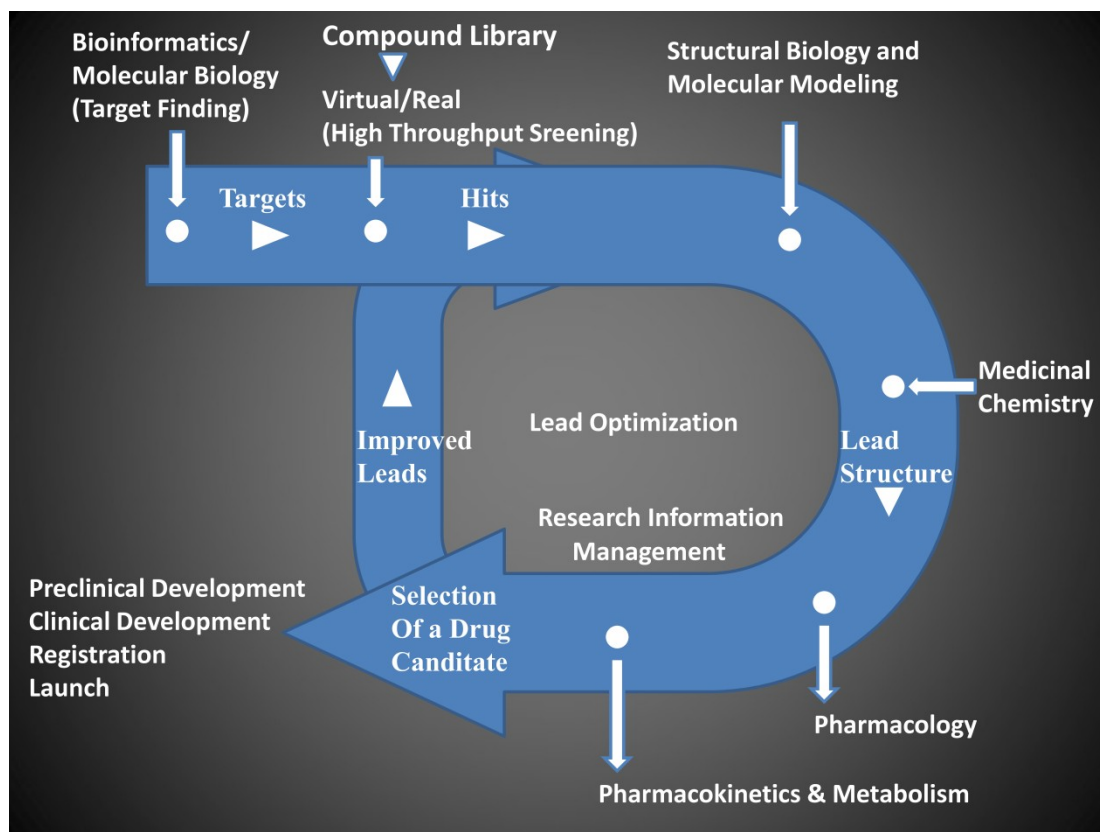 Bioinformatics/
Molecular Biology
(Target Finding)
Compound Library
Virtual/Real
(High Throughput Sreening)
Structural Biology and
Molecular Modeling
Targets
Hits
Medicinal
Chemistry
Lead Optimization
Improved
Leads
Lead
Structure
Research Information
Management
Preclinical Development
Clinical Development
Registration
Launch
Selection
Of a Drug
Canditate
Pharmacology
Pharmacokinetics & Metabolism